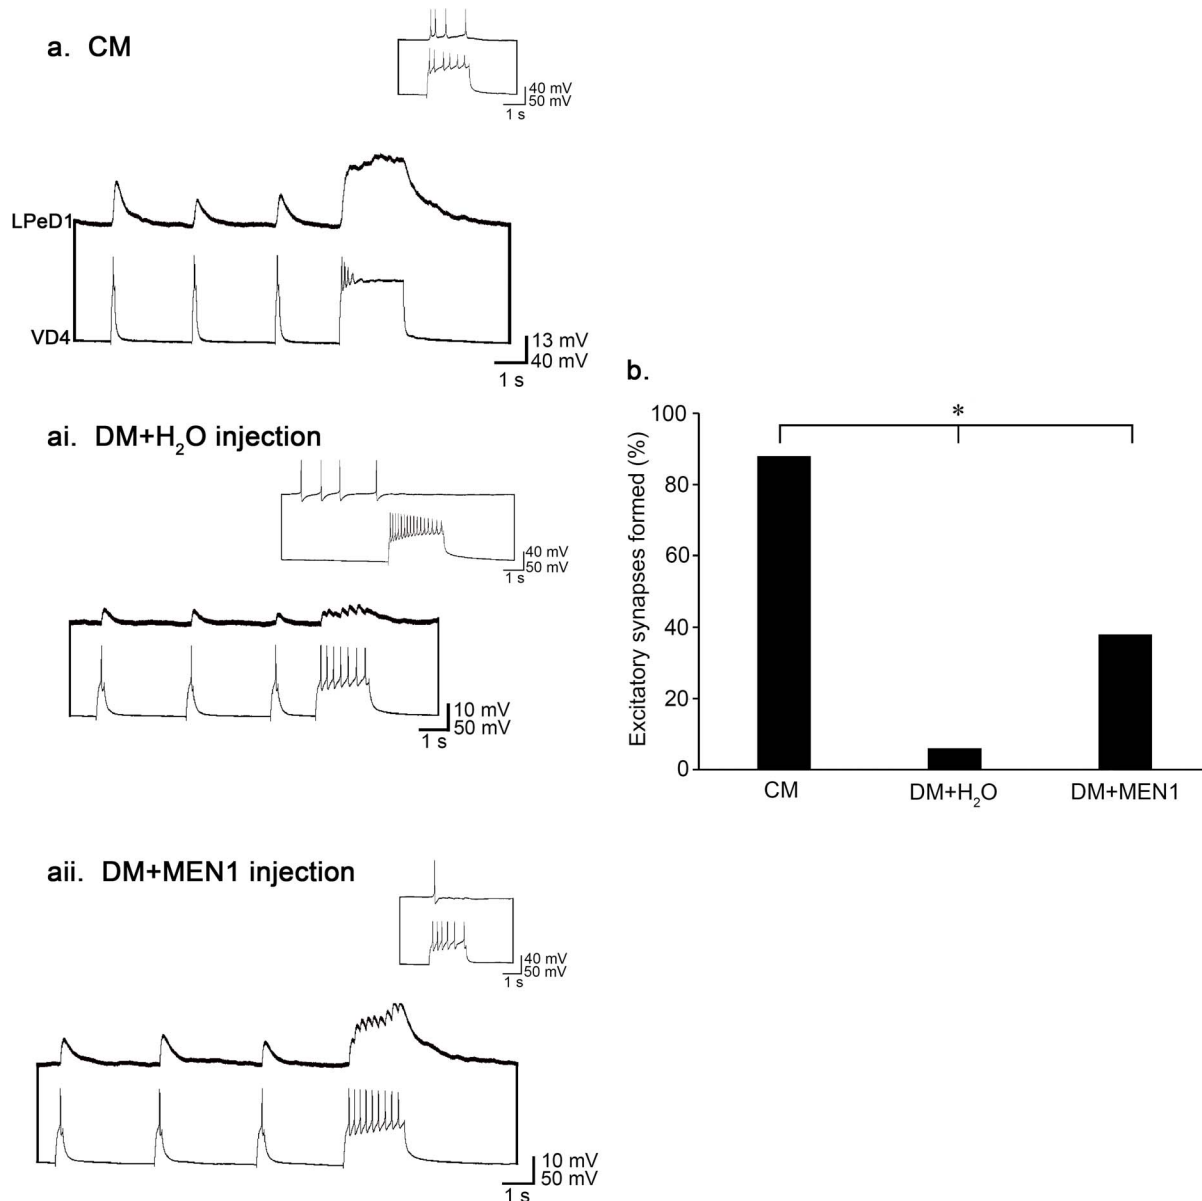 a. CM
40 mV
50 mV
1 s
LPeD1
VD4
13 mV
40 mV
1 s
ai. DM+H₂O injection
40 mV
50 mV
1 s
10 mV
50 mV
1 s
aii. DM+MEN1 injection
40 mV
50 mV
1 s
10 mV
50 mV
1 s
b.
*
Excitatory synapses formed (%)
100
80
60
40
20
0
CM DM+H₂O DM+MEN1